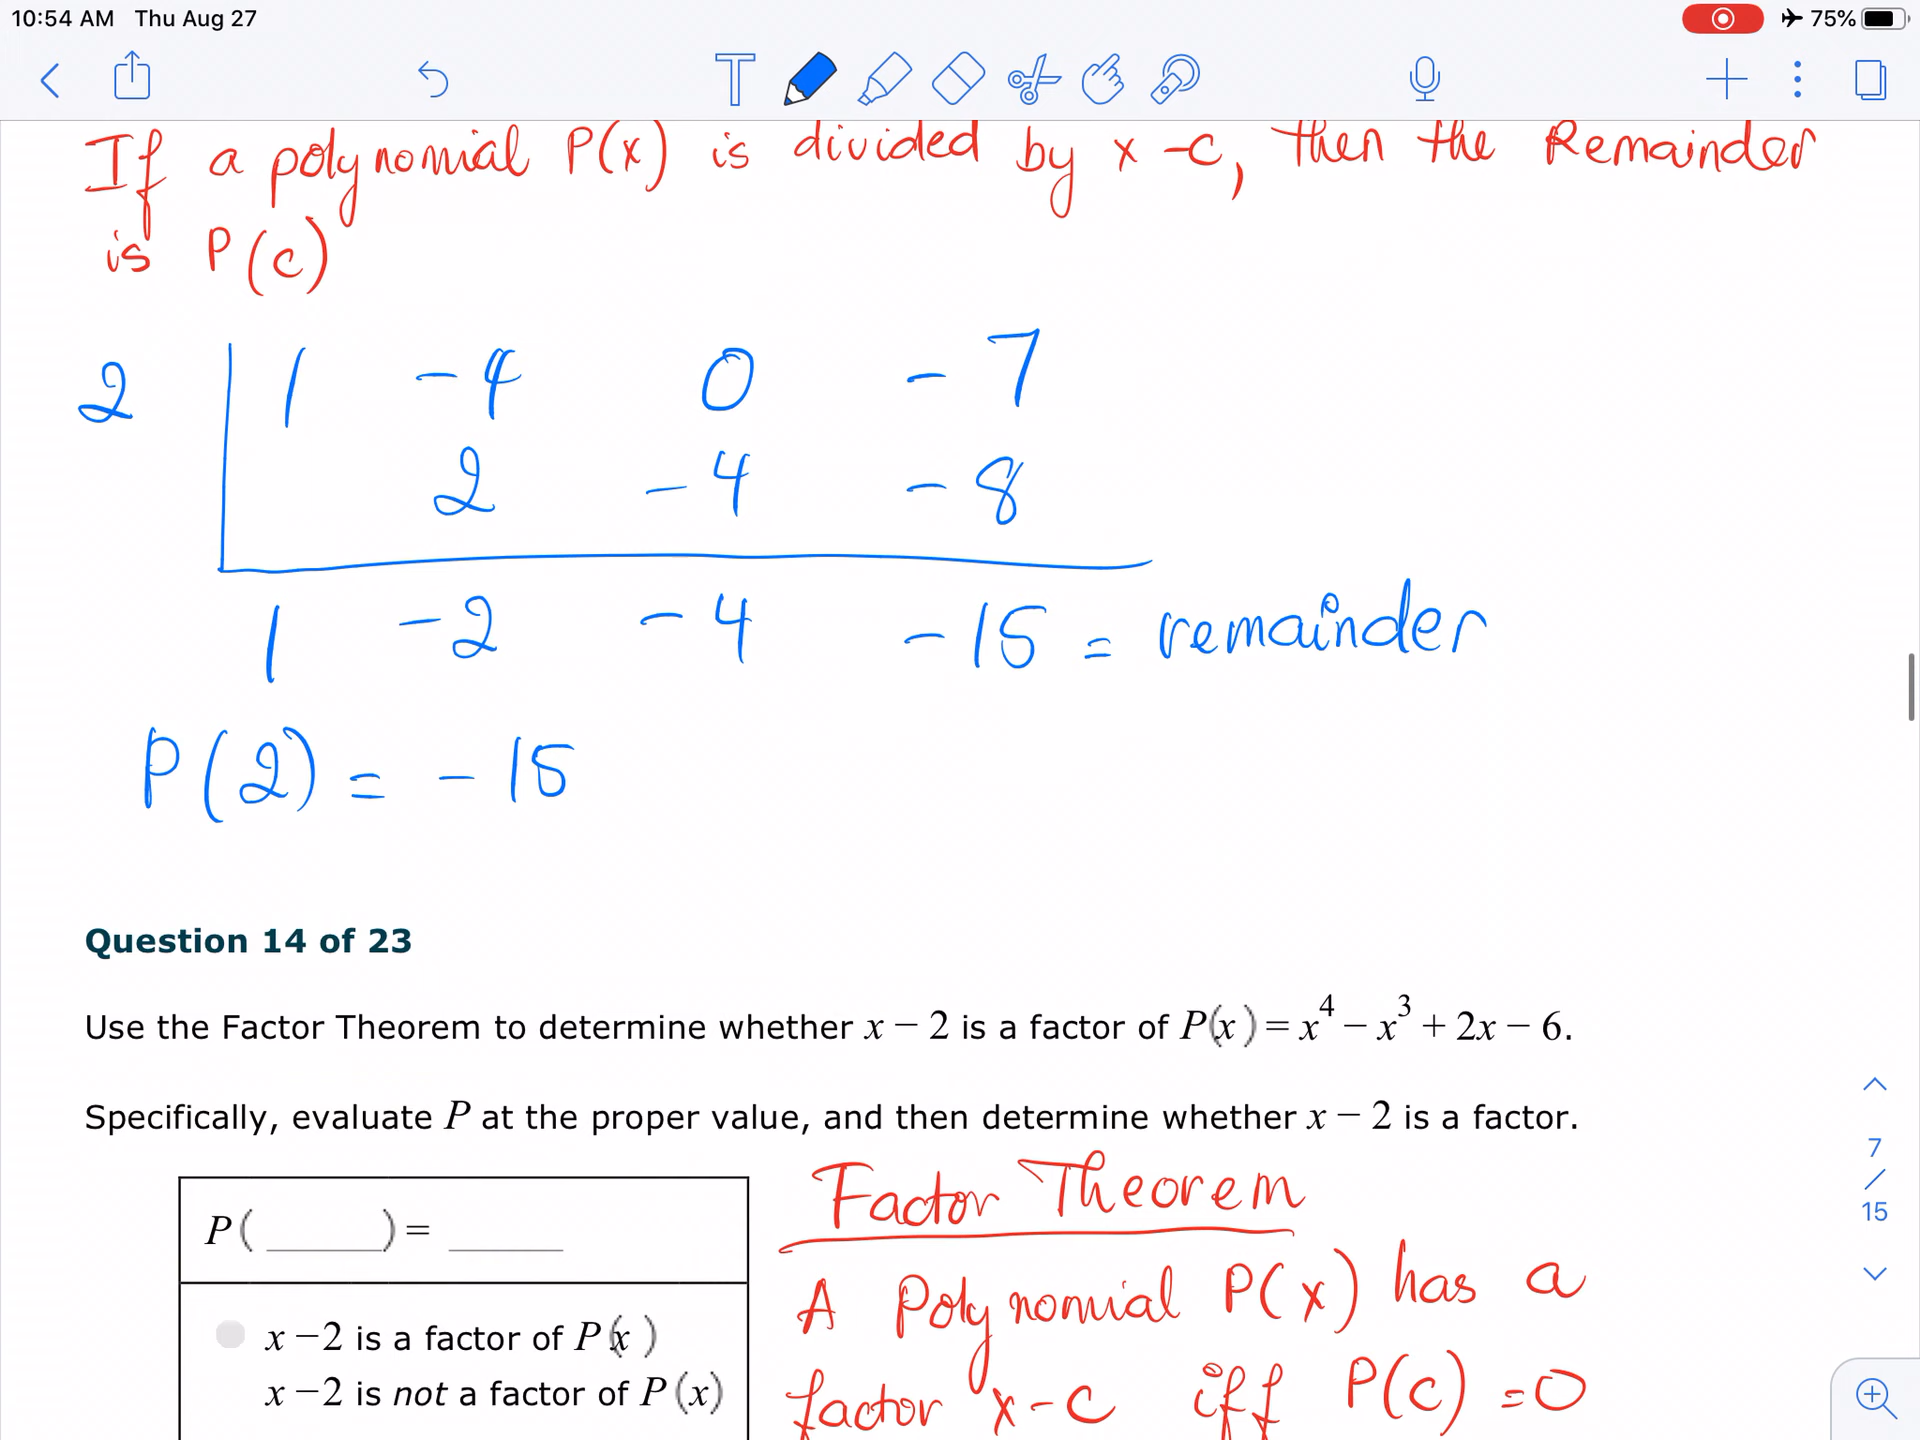 10:54 AM Thu Aug 27 75%
If a polynomial P(x) is divided by x-c, then the Remainder
is P(c)
2 1 -4 0 -7
2 -4 -8
1 -2 -4 -15 = remainder
P(2) = -15
Question 14 of 23
Use the Factor Theorem to determine whether x − 2 is a factor of P(x) = x⁴ − x³ + 2x − 6.
Specifically, evaluate P at the proper value, and then determine whether x − 2 is a factor.
P(_____) = _____
x −2 is a factor of P(x)
x −2 is not a factor of P(x)
Factor Theorem
A Polynomial P(x) has a
factor x-c iff P(c) =0
7
/
15